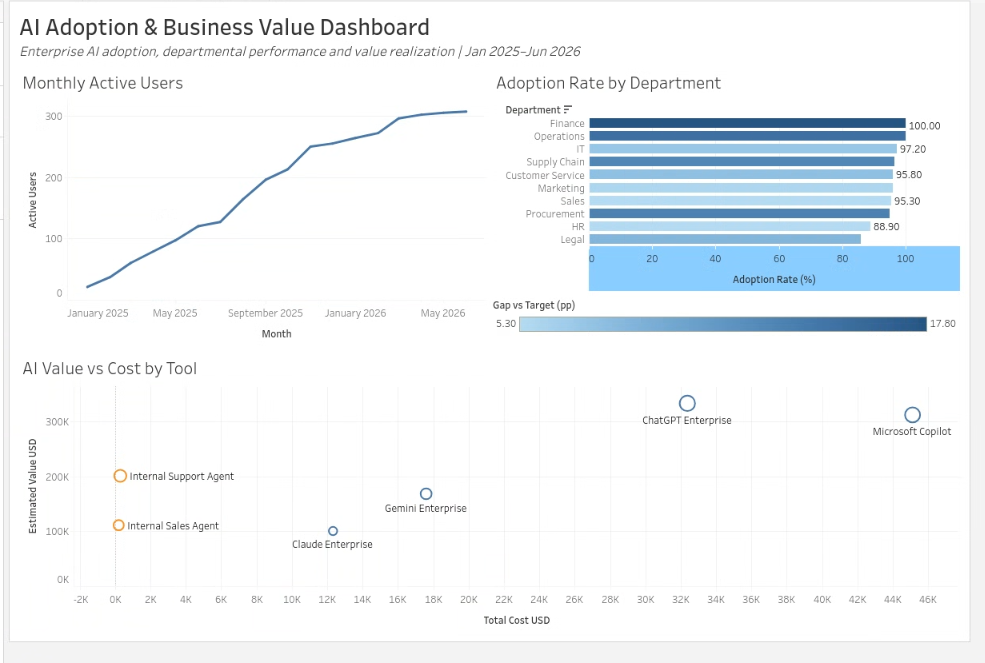 AI Adoption & Business Value Dashboard
Enterprise AI adoption, departmental performance and value realization | Jan 2025–Jun 2026
Monthly Active Users
300
200
100
0
Active Users
January 2025 May 2025 September 2025 January 2026 May 2026
Month
Adoption Rate by Department
Department
Finance 100.00
Operations
IT 97.20
Supply Chain
Customer Service 95.80
Marketing
Sales 95.30
Procurement
HR 88.90
Legal
0 20 40 60 80 100
Adoption Rate (%)
Gap vs Target (pp)
5.30 17.80
AI Value vs Cost by Tool
300K
200K
100K
0K
Estimated Value USD
ChatGPT Enterprise
Microsoft Copilot
Internal Support Agent
Gemini Enterprise
Internal Sales Agent
Claude Enterprise
-2K 0K 2K 4K 6K 8K 10K 12K 14K 16K 18K 20K 22K 24K 26K 28K 30K 32K 34K 36K 38K 40K 42K 44K 46K
Total Cost USD